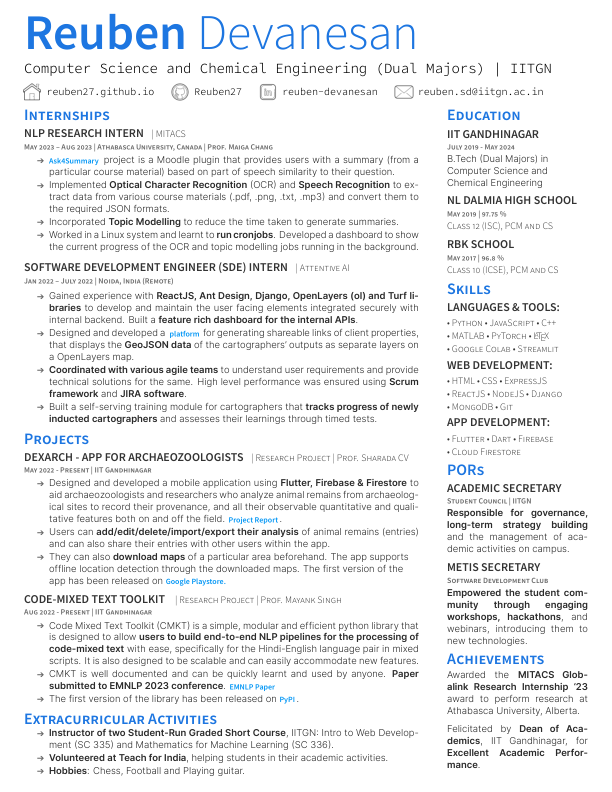 Reuben Devanesan
Computer Science and Chemical Engineering (Dual Majors) | IITGN
reuben27.github.io Reuben27 reuben-devanesan reuben.sd@iitgn.ac.in
Internships
NLP RESEARCH INTERN | MITACS
May 2023 – Aug 2023 | Athabasca University, Canada | Prof. Maiga Chang
➔ Ask4Summary project is a Moodle plugin that provides users with a summary (from a
particular course material) based on part of speech similarity to their question.
➔ Implemented Optical Character Recognition (OCR) and Speech Recognition to ex-
tract data from various course materials (.pdf, .png, .txt, .mp3) and convert them to
the required JSON formats.
➔ Incorporated Topic Modelling to reduce the time taken to generate summaries.
➔ Worked in a Linux system and learnt to run cronjobs. Developed a dashboard to show
the current progress of the OCR and topic modelling jobs running in the background.
SOFTWARE DEVELOPMENT ENGINEER (SDE) INTERN | Attentive AI
Jan 2022 – July 2022 | Noida, India (Remote)
➔ Gained experience with ReactJS, Ant Design, Django, OpenLayers (ol) and Turf li-
braries to develop and maintain the user facing elements integrated securely with
internal backend. Built a feature rich dashboard for the internal APIs.
➔ Designed and developed a platform for generating shareable links of client properties,
that displays the GeoJSON data of the cartographers' outputs as separate layers on
a OpenLayers map.
➔ Coordinated with various agile teams to understand user requirements and provide
technical solutions for the same. High level performance was ensured using Scrum
framework and JIRA software.
➔ Built a self-serving training module for cartographers that tracks progress of newly
inducted cartographers and assesses their learnings through timed tests.
Projects
DEXARCH - APP FOR ARCHAEOZOOLOGISTS | Research Project | Prof. Sharada CV
May 2022 - Present | IIT Gandhinagar
➔ Designed and developed a mobile application using Flutter, Firebase & Firestore to
aid archaeozoologists and researchers who analyze animal remains from archaeolog-
ical sites to record their provenance, and all their observable quantitative and quali-
tative features both on and off the field. Project Report .
➔ Users can add/edit/delete/import/export their analysis of animal remains (entries)
and can also share their entries with other users within the app.
➔ They can also download maps of a particular area beforehand. The app supports
offline location detection through the downloaded maps. The first version of the
app has been released on Google Playstore.
CODE-MIXED TEXT TOOLKIT | Research Project | Prof. Mayank Singh
Aug 2022 - Present | IIT Gandhinagar
➔ Code Mixed Text Toolkit (CMKT) is a simple, modular and efficient python library that
is designed to allow users to build end-to-end NLP pipelines for the processing of
code-mixed text with ease, specifically for the Hindi-English language pair in mixed
scripts. It is also designed to be scalable and can easily accommodate new features.
➔ CMKT is well documented and can be quickly learnt and used by anyone. Paper
submitted to EMNLP 2023 conference. EMNLP Paper
➔ The first version of the library has been released on PyPI .
Extracurricular Activities
➔ Instructor of two Student-Run Graded Short Course, IITGN: Intro to Web Develop-
ment (SC 335) and Mathematics for Machine Learning (SC 336).
➔ Volunteered at Teach for India, helping students in their academic activities.
➔ Hobbies: Chess, Football and Playing guitar.
Education
IIT GANDHINAGAR
July 2019 - May 2024
B.Tech (Dual Majors) in
Computer Science and
Chemical Engineering
NL DALMIA HIGH SCHOOL
May 2019 | 97.75 %
Class 12 (ISC), PCM and CS
RBK SCHOOL
May 2017 | 96.8 %
Class 10 (ICSE), PCM and CS
Skills
LANGUAGES & TOOLS:
• Python • JavaScript • C++
• MATLAB • PyTorch • LaTeX
• Google Colab • Streamlit
WEB DEVELOPMENT:
• HTML • CSS • ExpressJS
• ReactJS • NodeJS • Django
• MongoDB • Git
APP DEVELOPMENT:
• Flutter • Dart • Firebase
• Cloud Firestore
PORs
ACADEMIC SECRETARY
Student Council | IITGN
Responsible for governance,
long-term strategy building
and the management of aca-
demic activities on campus.
METIS SECRETARY
Software Development Club
Empowered the student com-
munity through engaging
workshops, hackathons, and
webinars, introducing them to
new technologies.
Achievements
Awarded the MITACS Glob-
alink Research Internship '23
award to perform research at
Athabasca University, Alberta.
Felicitated by Dean of Aca-
demics, IIT Gandhinagar, for
Excellent Academic Perfor-
mance.